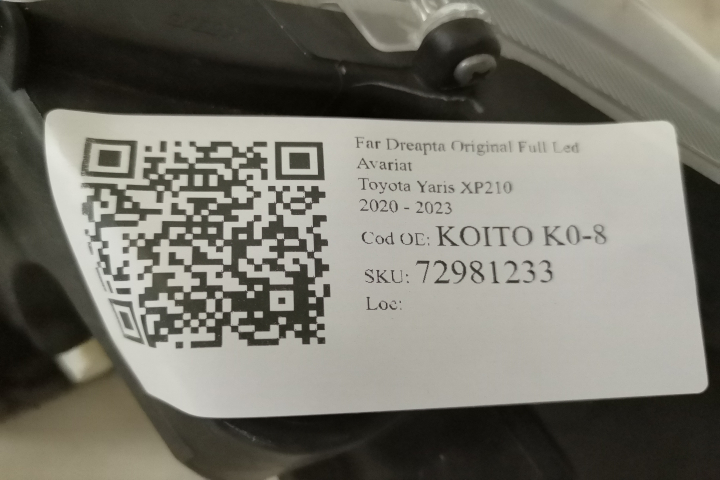 Far Dreapta Original Full Led
Avariat
Toyota Yaris XP210
2020 - 2023
Cod OE: KOITO K0-8
SKU: 72981233
Loc: